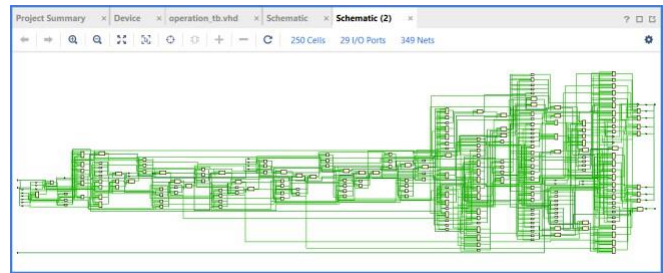 Project Summary × Device × operation_tb.vhd × Schematic × Schematic (2) × ?
250 Cells 29 I/O Ports 349 Nets